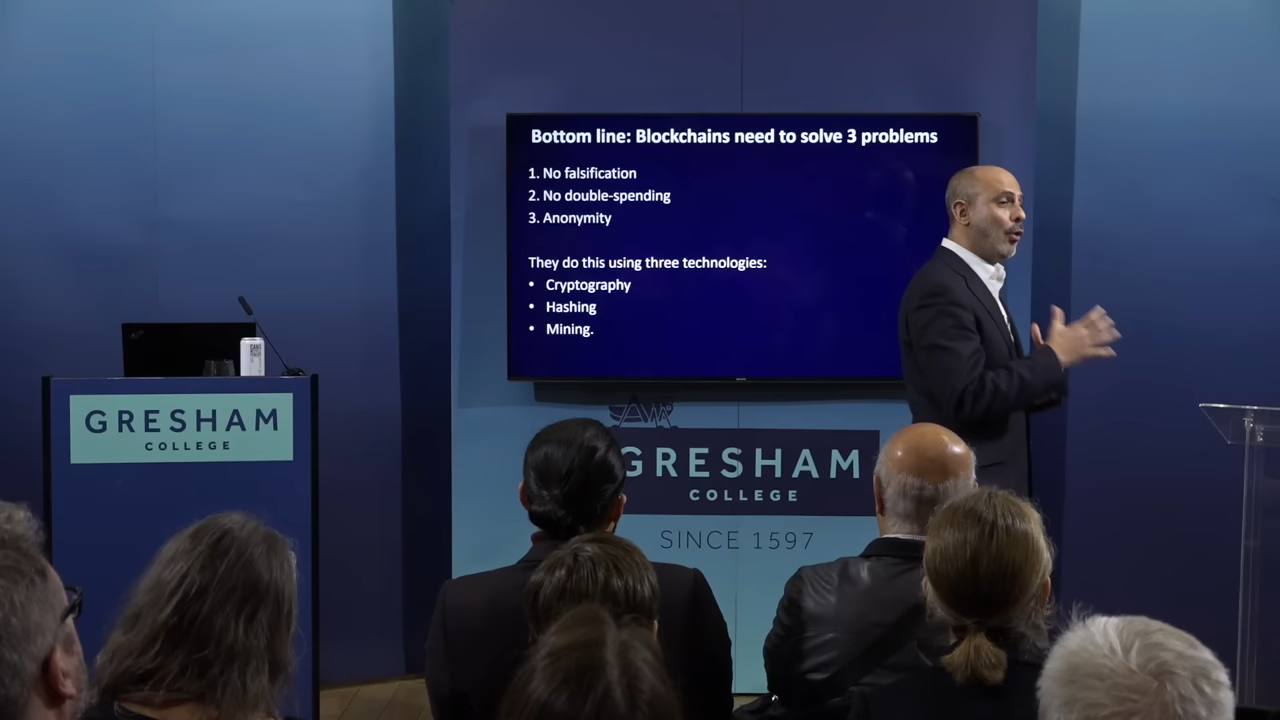 Bottom line: Blockchains need to solve 3 problems
1. No falsification
2. No double-spending
3. Anonymity
They do this using three technologies:
• Cryptography
• Hashing
• Mining.
GRESHAM
COLLEGE
GRESHAM
COLLEGE
SINCE 1597